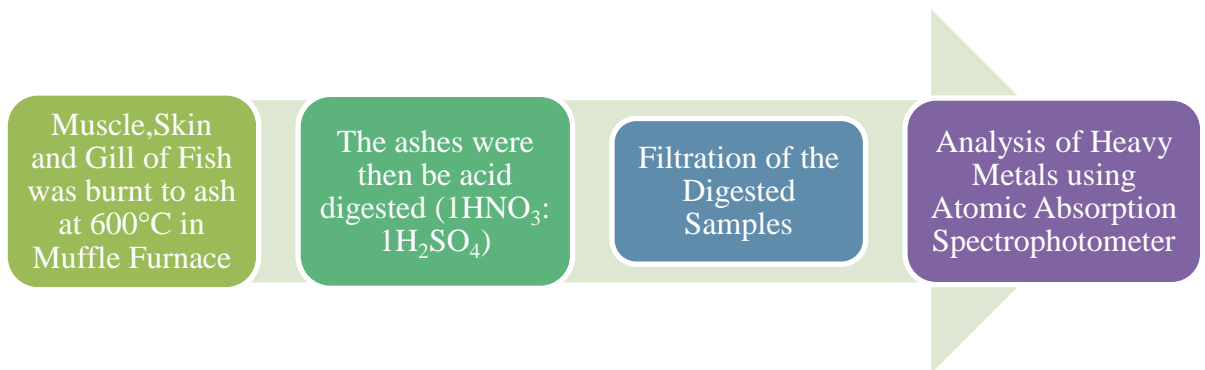 Muscle,Skin
and Gill of Fish
was burnt to ash
at 600°C in
Muffle Furnace
The ashes were
then be acid
digested (1HNO₃:
1H₂SO₄)
Filtration of the
Digested
Samples
Analysis of Heavy
Metals using
Atomic Absorption
Spectrophotometer